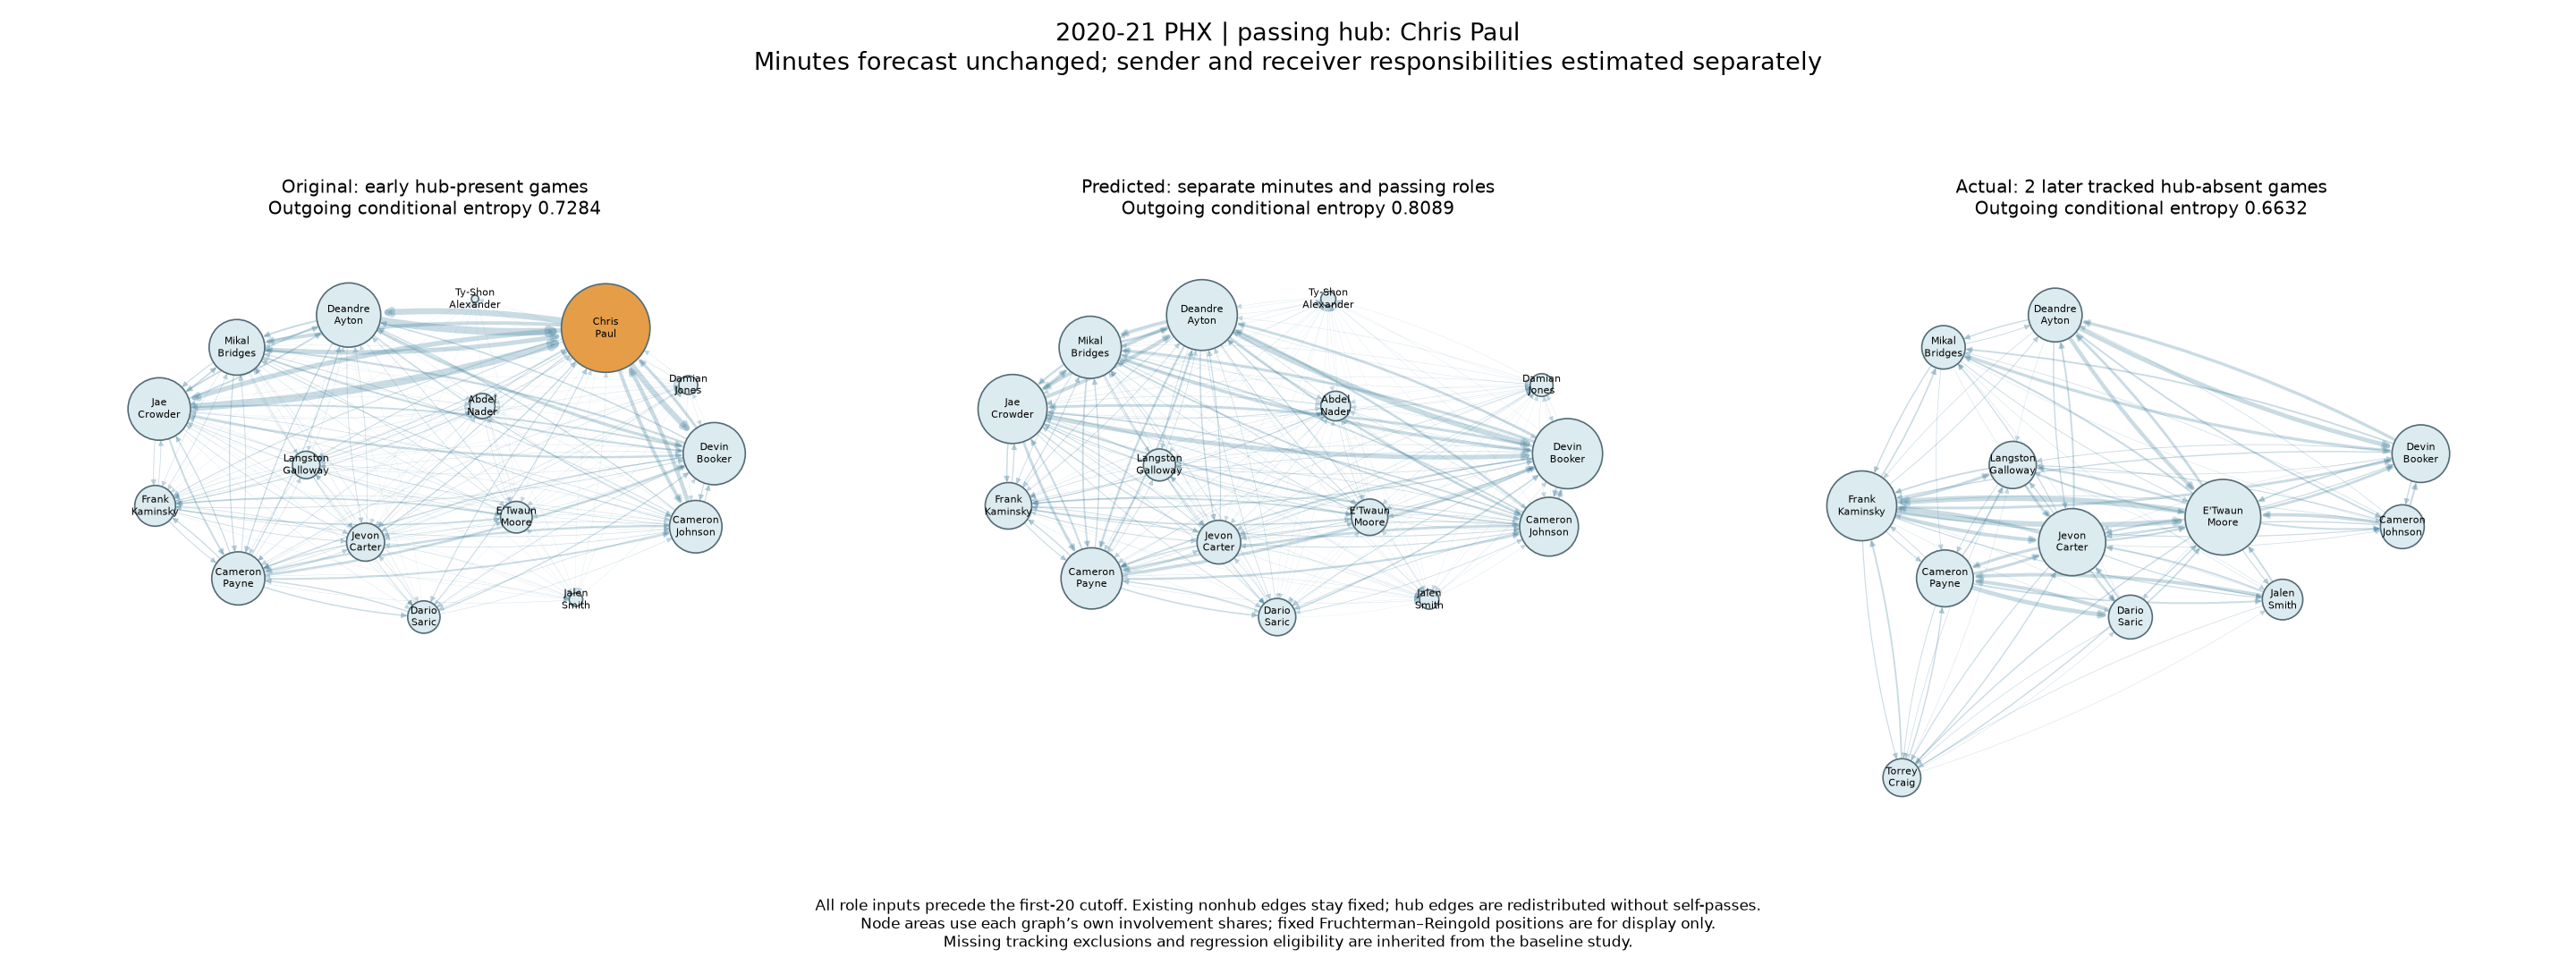 2020-21 PHX | passing hub: Chris Paul
Minutes forecast unchanged; sender and receiver responsibilities estimated separately
Original: early hub-present games
Outgoing conditional entropy 0.7284
Ty-Shon
Alexander
Deandre
Ayton
Chris
Paul
Mikal
Bridges
Damian
Jones
Jae
Crowder
Abdel
Nader
Devin
Booker
Langston
Galloway
Frank
Kaminsky
E'Twaun
Moore
Cameron
Johnson
Jevon
Carter
Cameron
Payne
Jalen
Smith
Dario
Saric
Predicted: separate minutes and passing roles
Outgoing conditional entropy 0.8089
Ty-Shon
Alexander
Deandre
Ayton
Mikal
Bridges
Damian
Jones
Jae
Crowder
Abdel
Nader
Devin
Booker
Langston
Galloway
Frank
Kaminsky
E'Twaun
Moore
Cameron
Johnson
Jevon
Carter
Cameron
Payne
Jalen
Smith
Dario
Saric
Actual: 2 later tracked hub-absent games
Outgoing conditional entropy 0.6632
Deandre
Ayton
Mikal
Bridges
Devin
Booker
Langston
Galloway
Frank
Kaminsky
E'Twaun
Moore
Cameron
Johnson
Jevon
Carter
Cameron
Payne
Jalen
Smith
Dario
Saric
Torrey
Craig
All role inputs precede the first-20 cutoff. Existing nonhub edges stay fixed; hub edges are redistributed without self-passes.
Node areas use each graph’s own involvement shares; fixed Fruchterman–Reingold positions are for display only.
Missing tracking exclusions and regression eligibility are inherited from the baseline study.